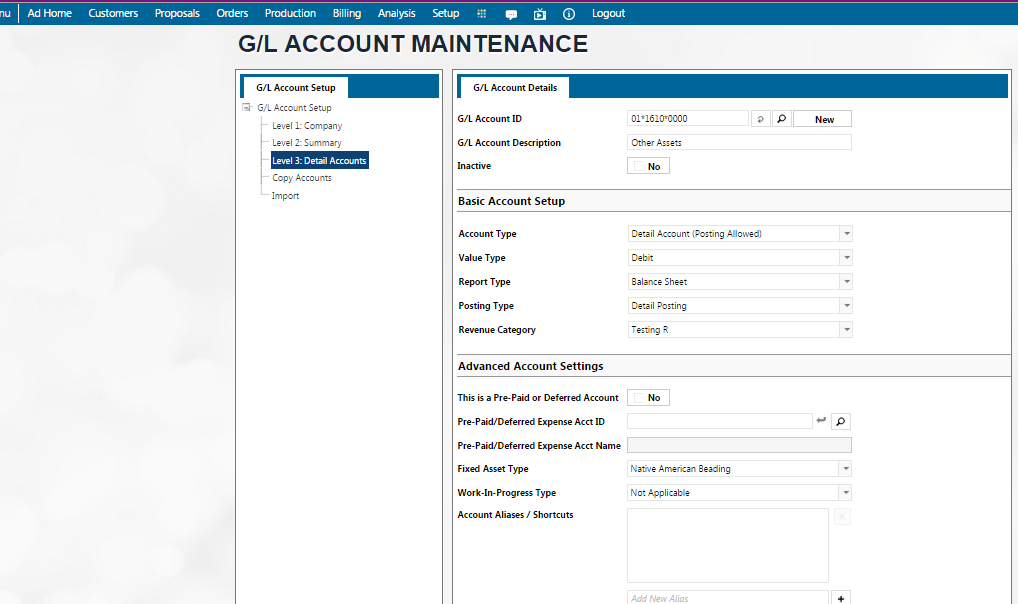 nu Ad Home Customers Proposals Orders Production Billing Analysis Setup Logout
G/L ACCOUNT MAINTENANCE
G/L Account Setup
G/L Account Setup
Level 1: Company
Level 2: Summary
Level 3: Detail Accounts
Copy Accounts
Import
G/L Account Details
G/L Account ID 01*1610*0000 New
G/L Account Description Other Assets
Inactive No
Basic Account Setup
Account Type Detail Account (Posting Allowed)
Value Type Debit
Report Type Balance Sheet
Posting Type Detail Posting
Revenue Category Testing R
Advanced Account Settings
This is a Pre-Paid or Deferred Account No
Pre-Paid/Deferred Expense Acct ID
Pre-Paid/Deferred Expense Acct Name
Fixed Asset Type Native American Beading
Work-In-Progress Type Not Applicable
Account Aliases / Shortcuts
Add New Alias